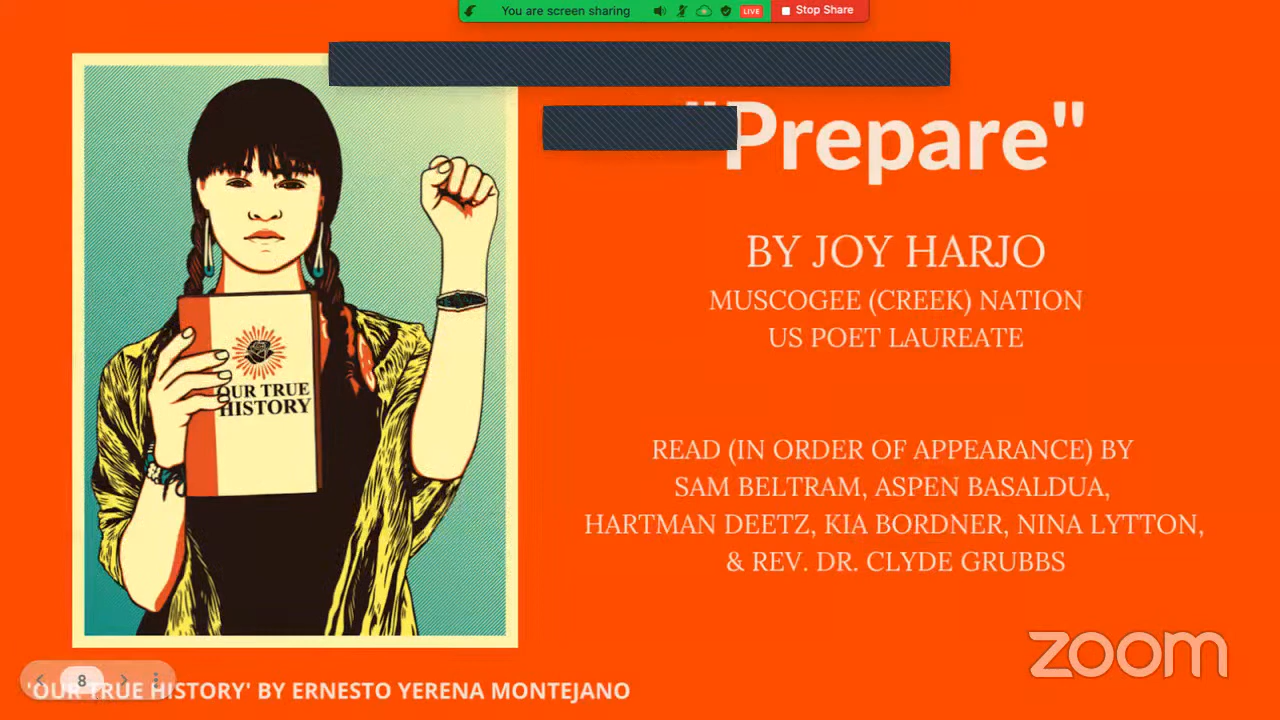 You are screen sharing LIVE Stop Share
"Prepare"
BY JOY HARJO
MUSCOGEE (CREEK) NATION
US POET LAUREATE
OUR TRUE
HISTORY
READ (IN ORDER OF APPEARANCE) BY
SAM BELTRAM, ASPEN BASALDUA,
HARTMAN DEETZ, KIA BORDNER, NINA LYTTON,
& REV. DR. CLYDE GRUBBS
zoom
8
'OUR TRUE HISTORY' BY ERNESTO YERENA MONTEJANO